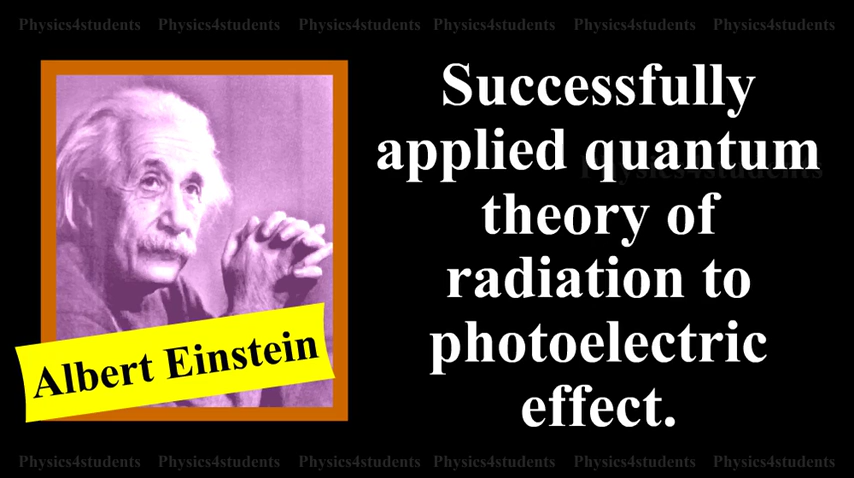 Physics4students Physics4students Physics4students Physics4students Physics4students Physics4students
Successfully
applied quantum
Physics4students
theory of
radiation to
photoelectric
effect.
Albert Einstein
Physics4students Physics4students Physics4students Physics4students Physics4students Physics4students